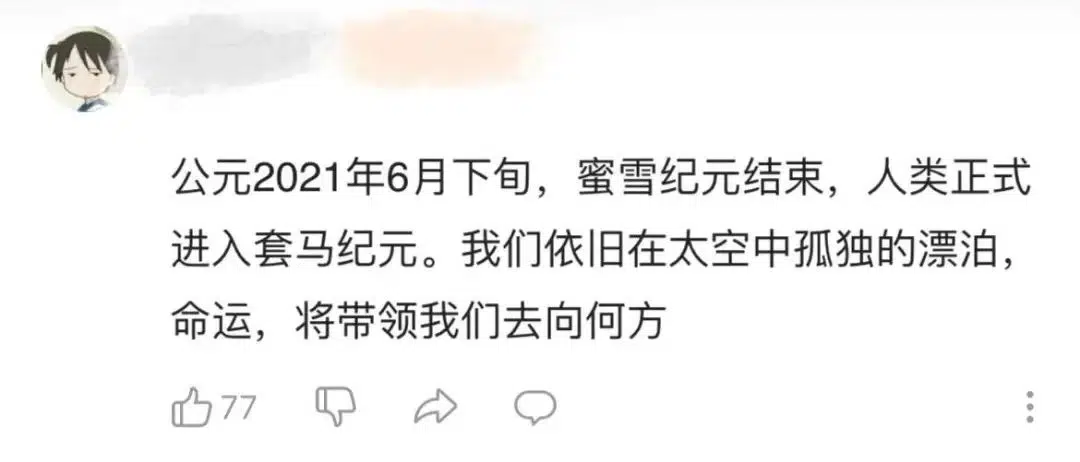 公元2021年6月下旬，蜜雪纪元结束，人类正式
进入套马纪元。我们依旧在太空中孤独的漂泊，
命运，将带领我们去向何方
77